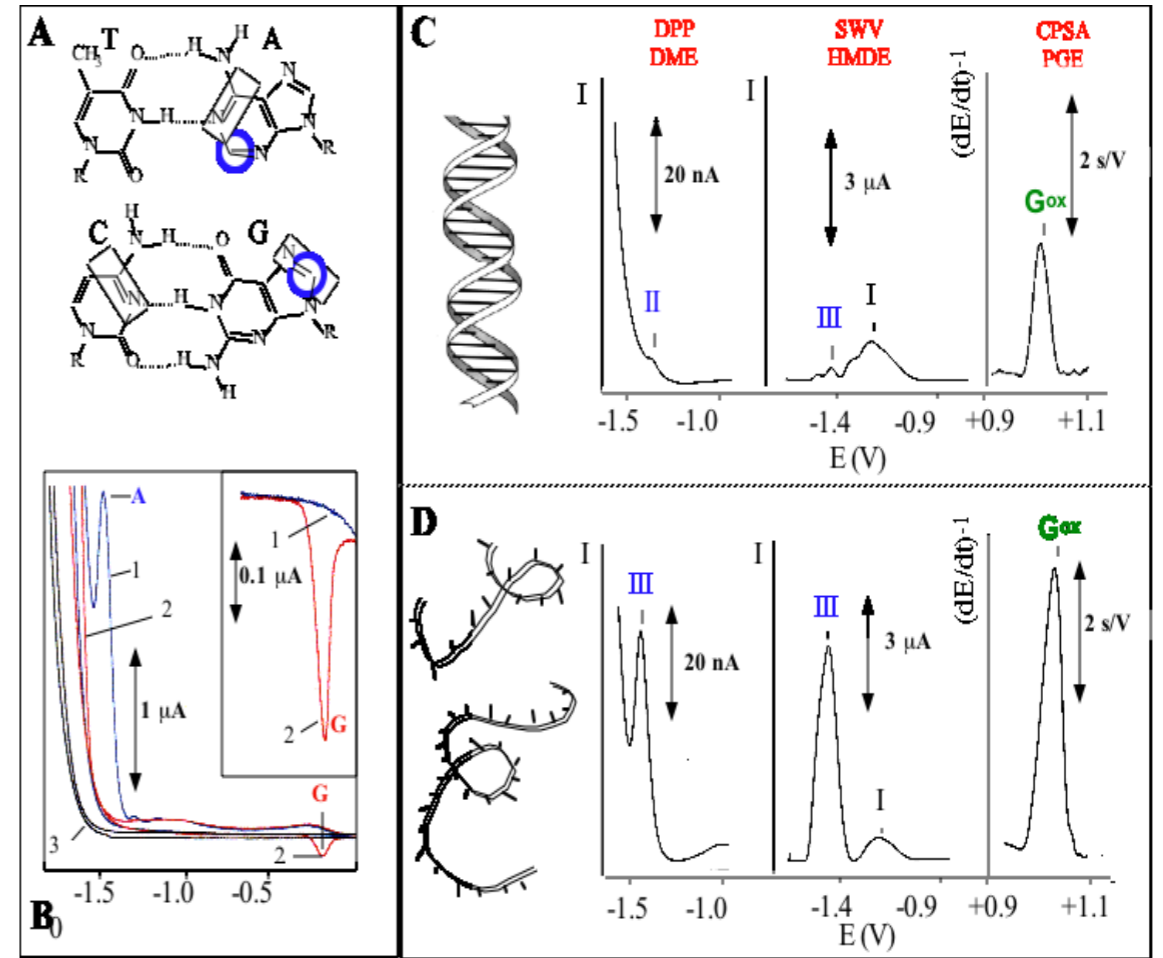 A
T
A
CH₃
O
H
H
N
N
N
H
N
N
N
N
R
O
R
H
C
N
H
O
G
N
N
H
N
N
N
R
O
H
N
N
R
H
A
1
2
1
0.1 µA
1 µA
2
G
G
3
2
-1.5
-1.0
-0.5
B
0
C
DPP
DME
SWV
HMDE
CPSA
PGE
I
I
(dE/dt)⁻¹
20 nA
3 µA
2 s/V
Gox
II
III
I
-1.5
-1.0
-1.4
-0.9
+0.9
+1.1
E (V)
D
I
I
(dE/dt)⁻¹
Gox
III
III
20 nA
3 µA
2 s/V
I
-1.5
-1.0
-1.4
-0.9
+0.9
+1.1
E (V)